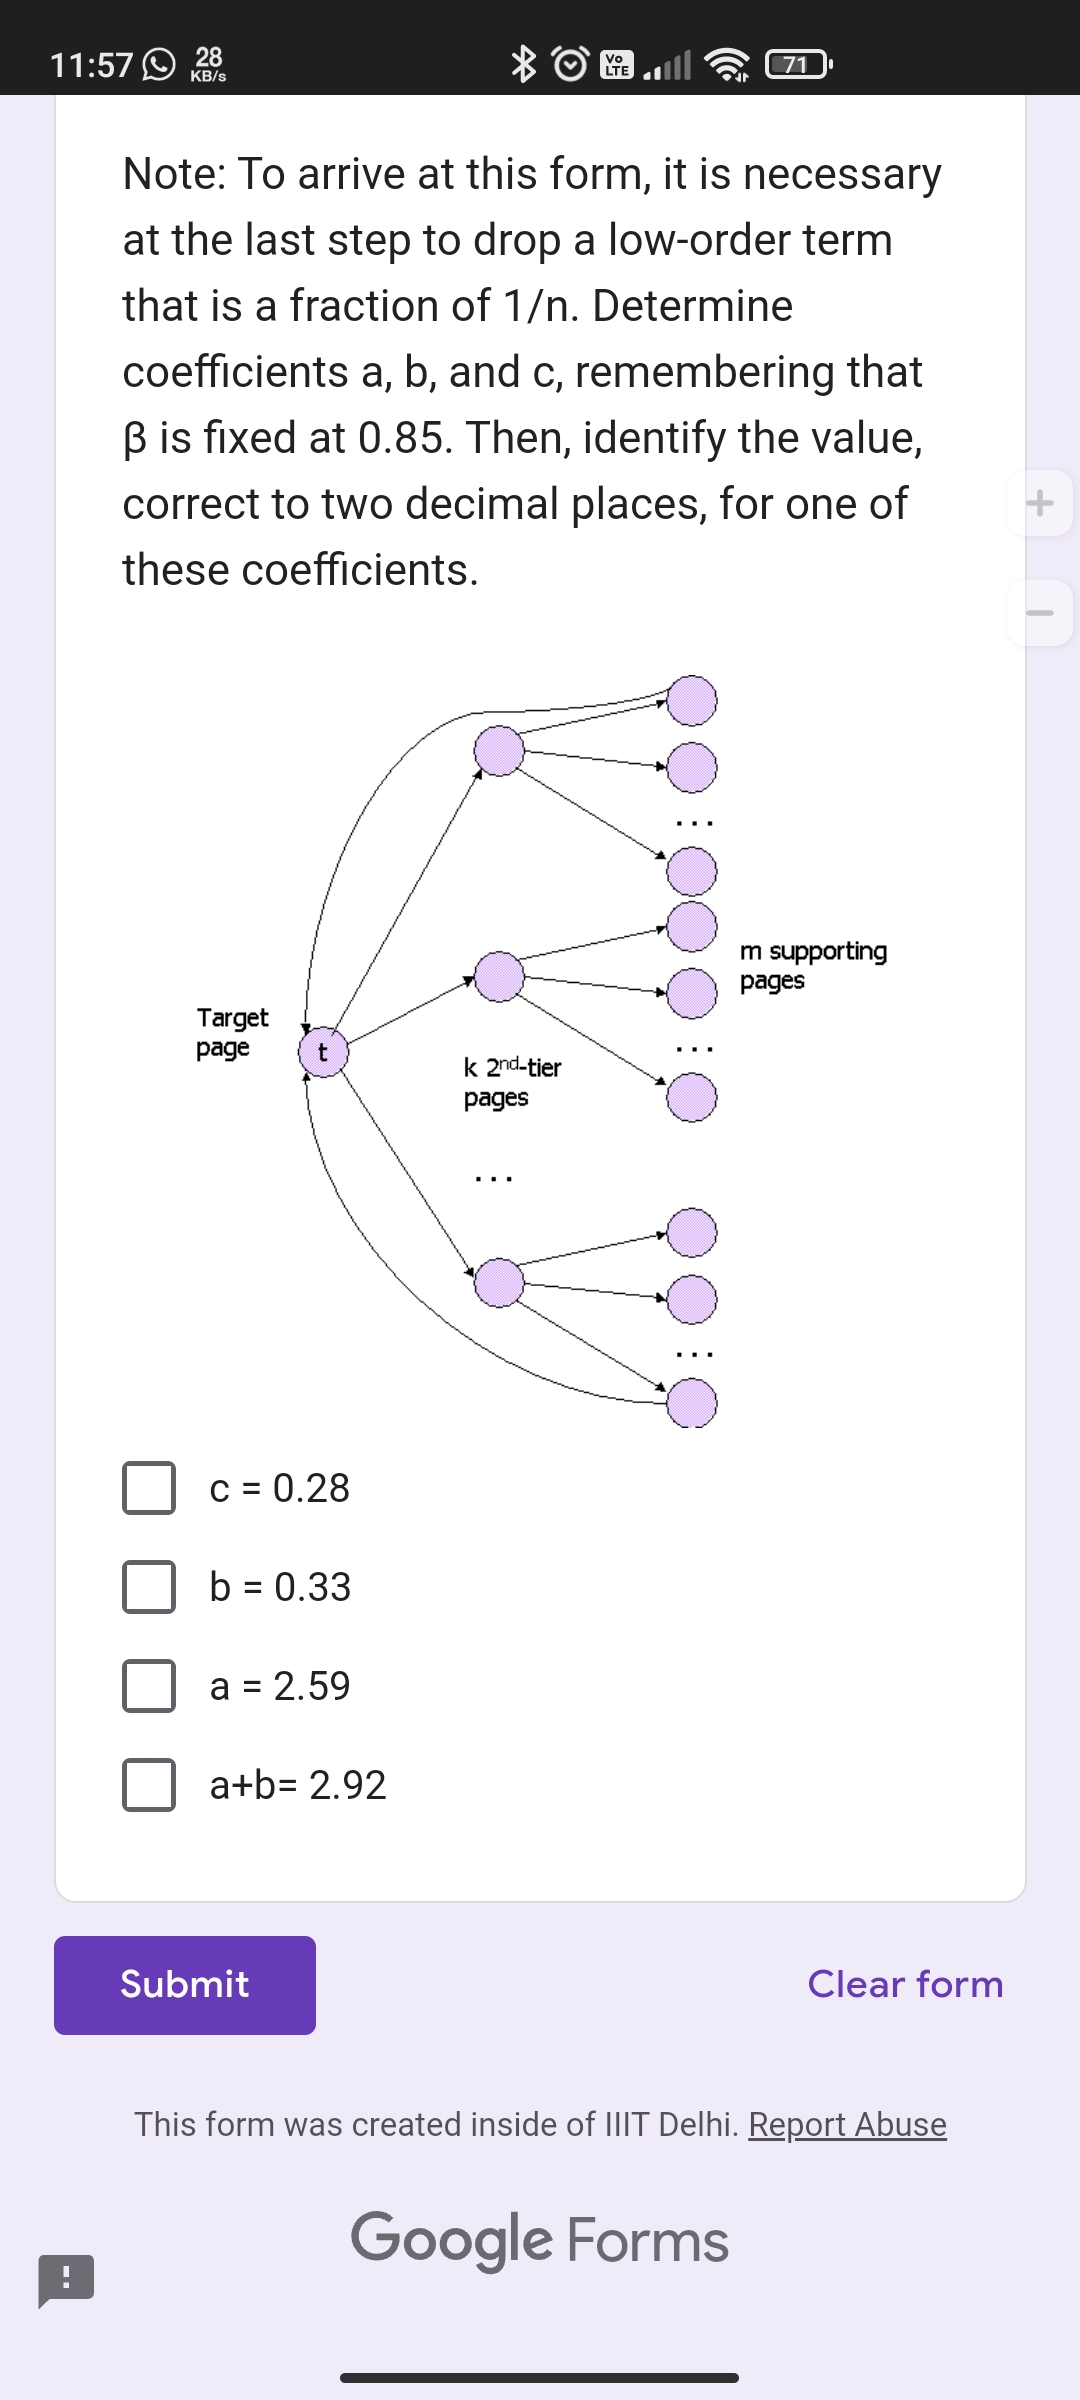 11:57 28 KB/s Vo LTE 71
Note: To arrive at this form, it is necessary
at the last step to drop a low-order term
that is a fraction of 1/n. Determine
coefficients a, b, and c, remembering that
β is fixed at 0.85. Then, identify the value,
correct to two decimal places, for one of
these coefficients.
+
−
...
m supporting
pages
Target
page
t
...
k 2nd-tier
pages
...
...
c = 0.28
b = 0.33
a = 2.59
a+b= 2.92
Submit
Clear form
This form was created inside of IIIT Delhi. Report Abuse
Google Forms
!